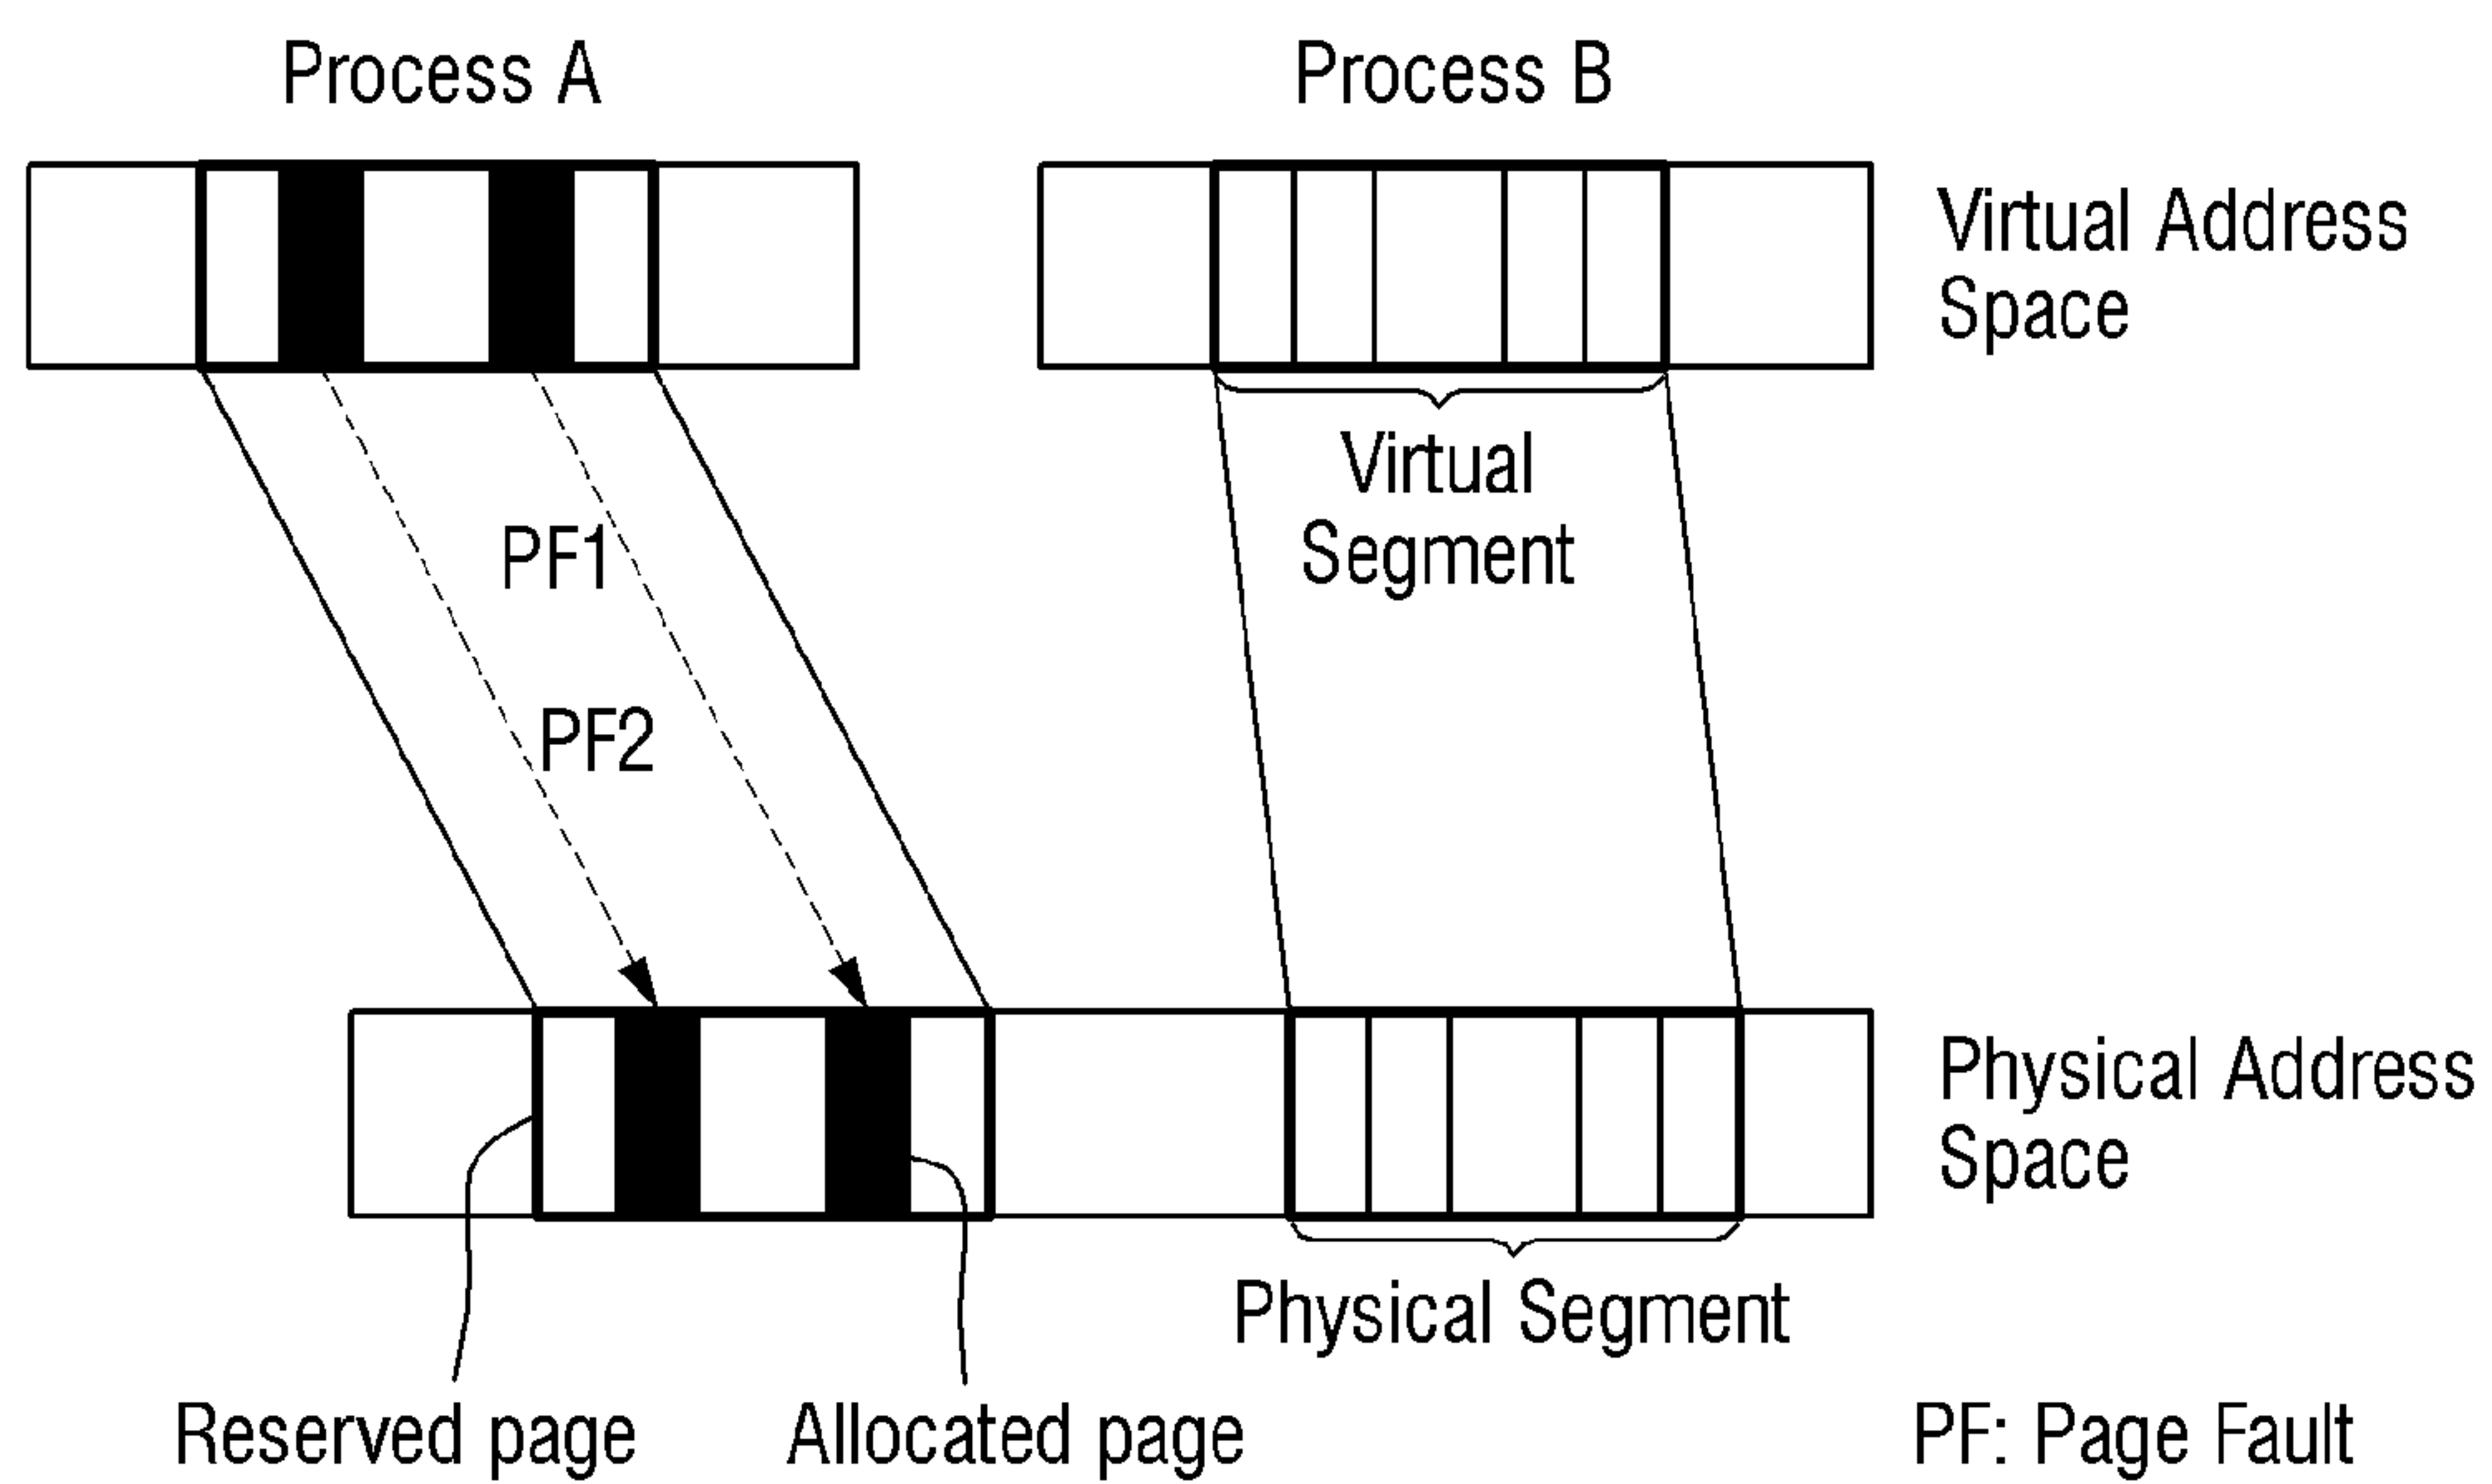 Process A
Process B
Virtual Address
Space
Virtual
Segment
PF1
PF2
Physical Address
Space
Physical Segment
Reserved page
Allocated page
PF: Page Fault